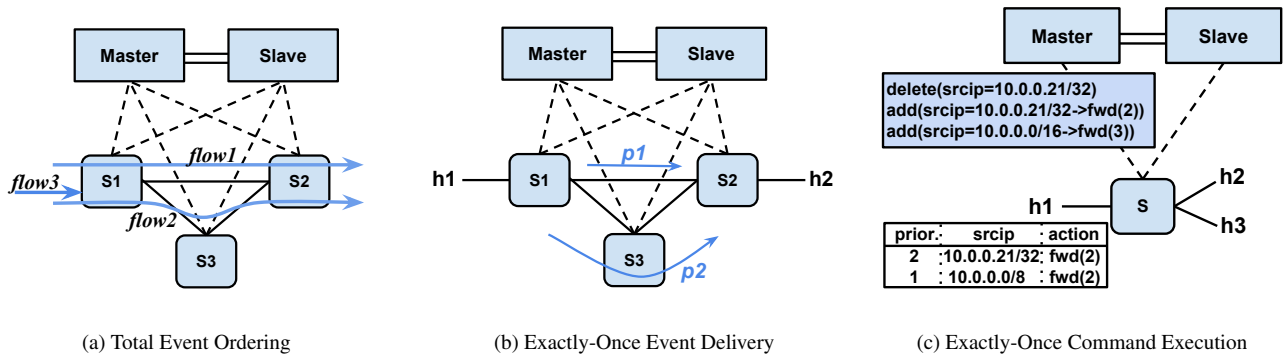 Master
Slave
flow1
S1
S2
flow3
flow2
S3
(a) Total Event Ordering
Master
Slave
p1
h1
S1
S2
h2
S3
p2
(b) Exactly-Once Event Delivery
Master
Slave
delete(srcip=10.0.0.21/32)
add(srcip=10.0.0.21/32->fwd(2))
add(srcip=10.0.0.0/16->fwd(3))
h2
h1
S
h3
prior. srcip action
2 10.0.0.21/32 fwd(2)
1 10.0.0.0/8 fwd(2)
(c) Exactly-Once Command Execution